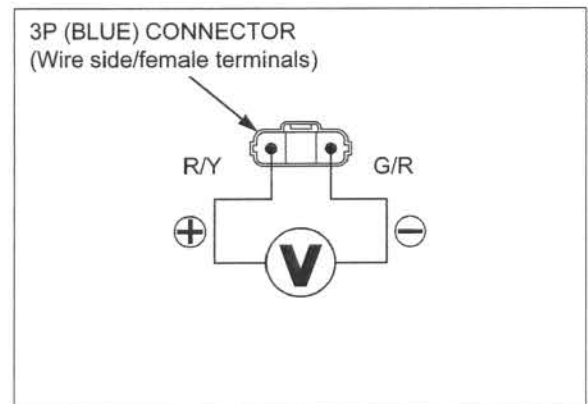 3P (BLUE) CONNECTOR
(Wire side/female terminals)
R/Y G/R
+ V −